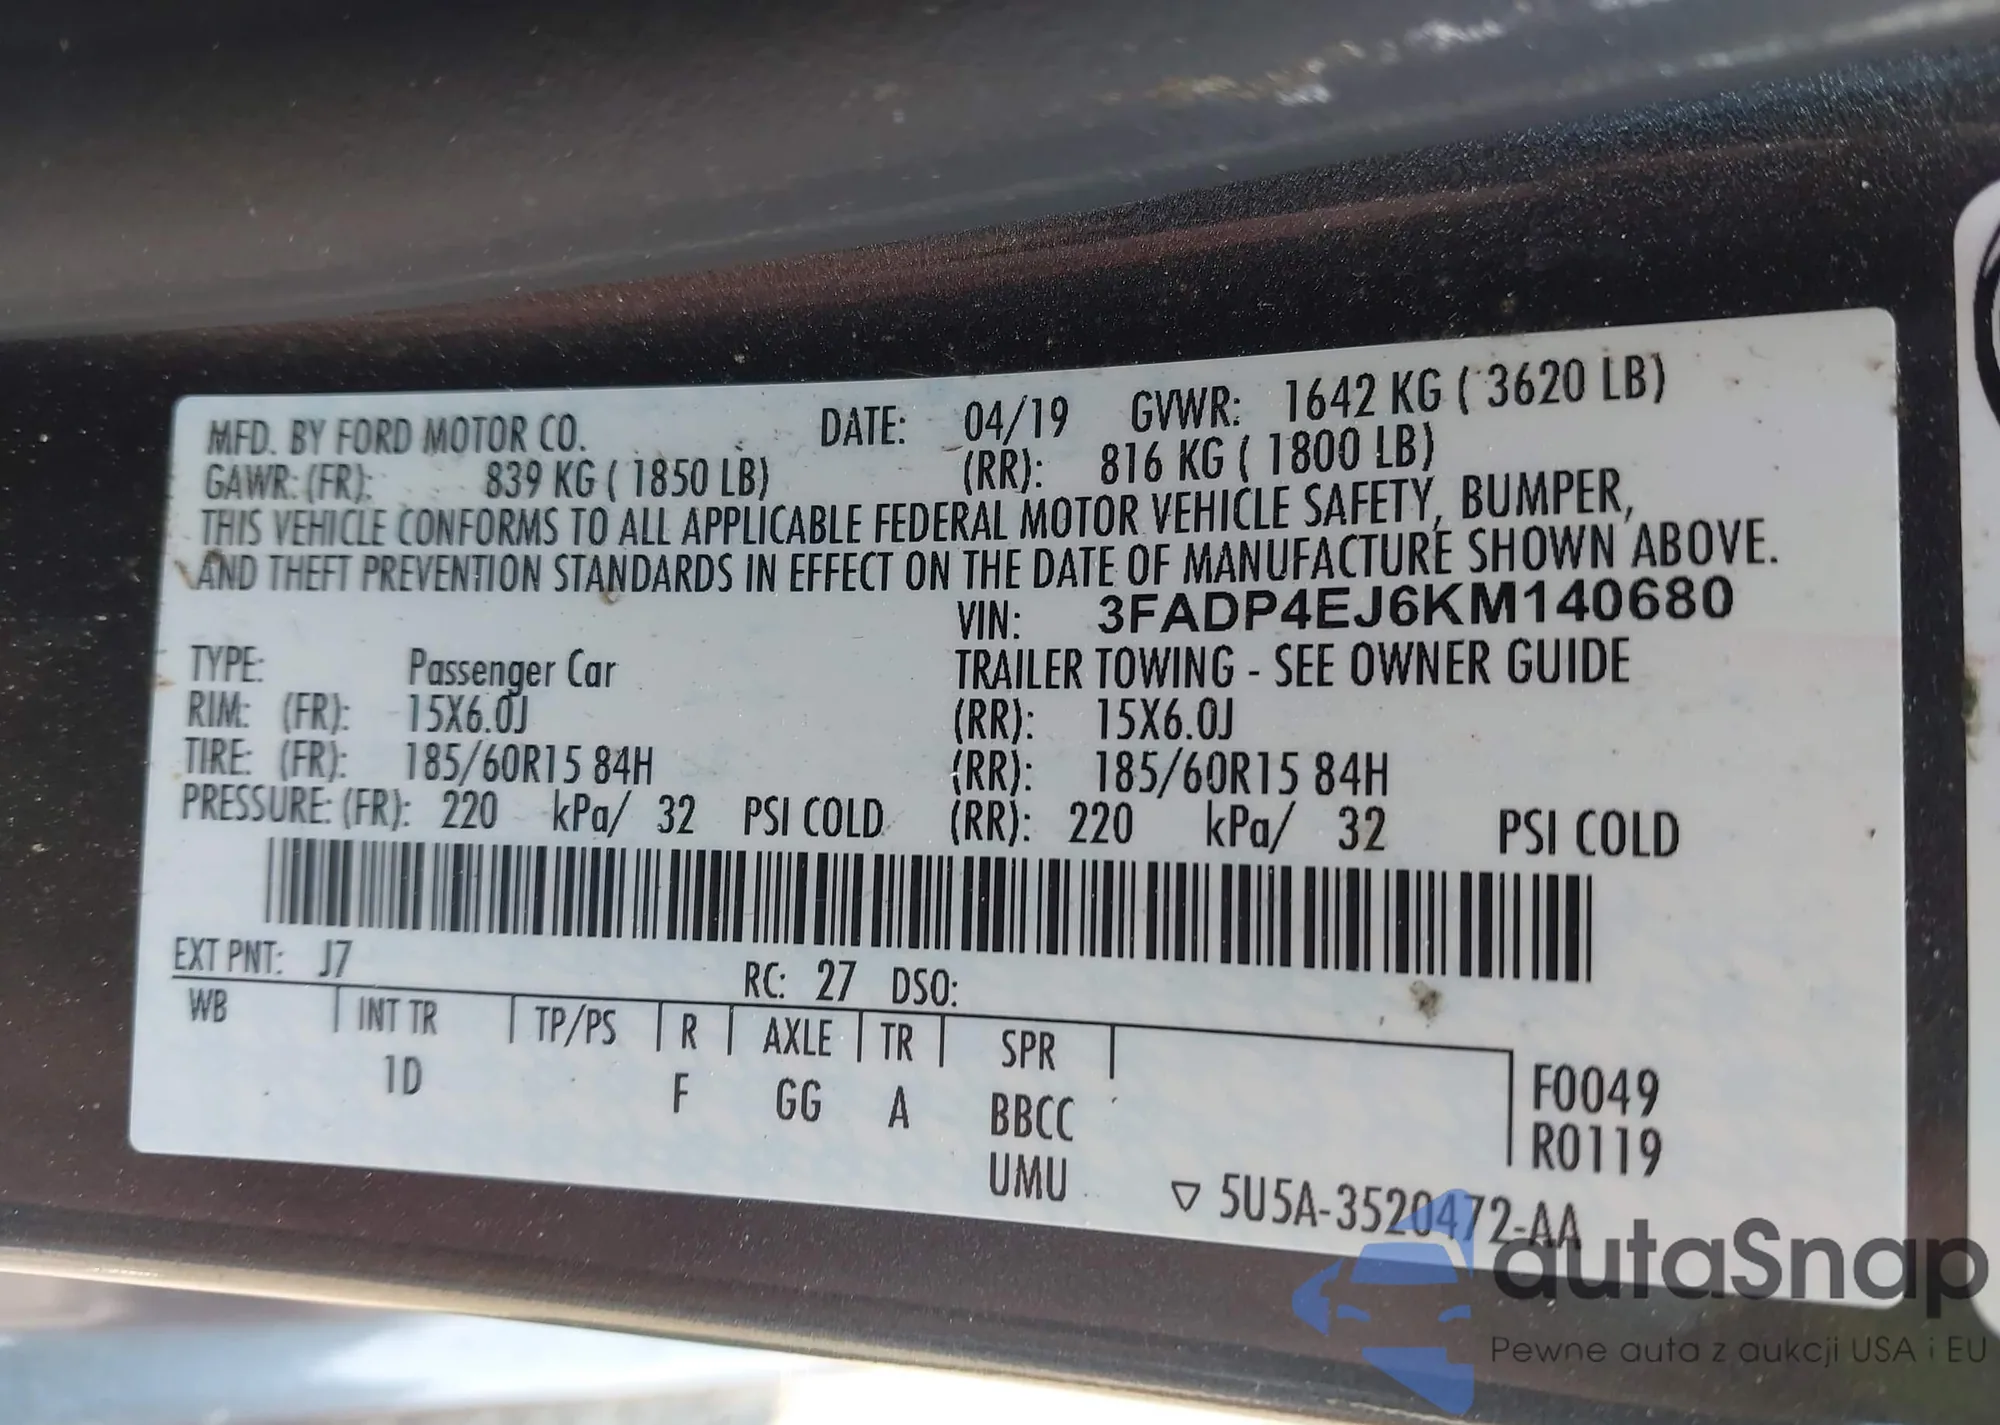 MFD. BY FORD MOTOR CO. DATE: 04/19 GVWR: 1642 KG ( 3620 LB)
GAWR: (FR): 839 KG ( 1850 LB) (RR): 816 KG ( 1800 LB)
THIS VEHICLE CONFORMS TO ALL APPLICABLE FEDERAL MOTOR VEHICLE SAFETY, BUMPER,
AND THEFT PREVENTION STANDARDS IN EFFECT ON THE DATE OF MANUFACTURE SHOWN ABOVE.
VIN: 3FADP4EJ6KM140680
TYPE: Passenger Car TRAILER TOWING - SEE OWNER GUIDE
RIM: (FR): 15X6.0J (RR): 15X6.0J
TIRE: (FR): 185/60R15 84H (RR): 185/60R15 84H
PRESSURE: (FR): 220 kPa/ 32 PSI COLD (RR): 220 kPa/ 32 PSI COLD
EXT PNT: J7 RC: 27 DSO:
WB INT TR TP/PS R AXLE TR SPR
1D F GG A BBCC F0049
UMU R0119
▽ 5U5A-3520472-AA
autaSnap
Pewne auta z aukcji USA i EU